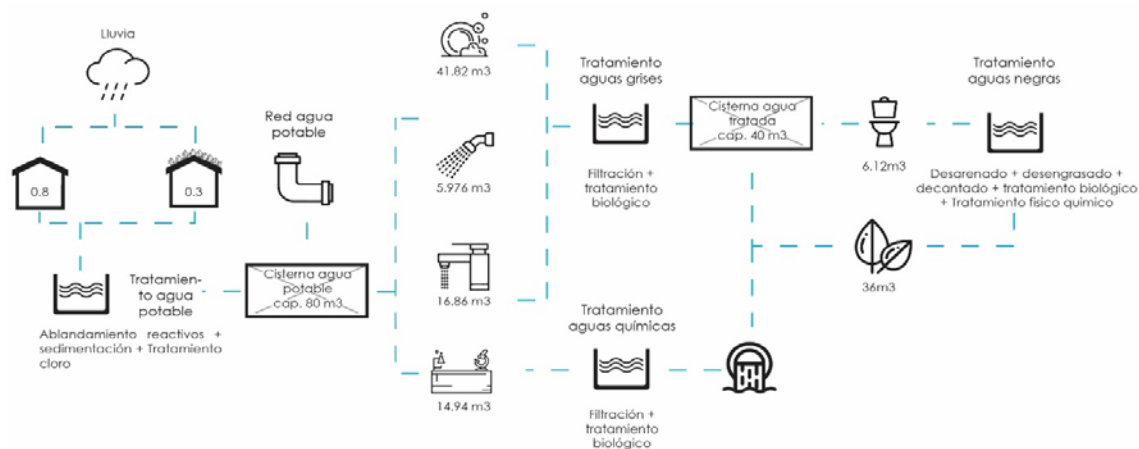 Lluvia
0.8
0.3
Tratamien-
to agua
potable
Ablandamiento reactivos +
sedimentación + Tratamiento
cloro
Red agua
potable
Cisterna agua
potable
cap. 80 m3
41.82 m3
5.976 m3
16.86 m3
14.94 m3
Tratamiento
aguas grises
Filtración +
tratamiento
biológico
Tratamiento
aguas químicas
Filtración +
tratamiento
biológico
Cisterna agua
tratada
cap. 40 m3
6.12m3
36m3
Tratamiento
aguas negras
Desarenado + desengrasado +
decantado + tratamiento biológico
+ Tratamiento físico quimico